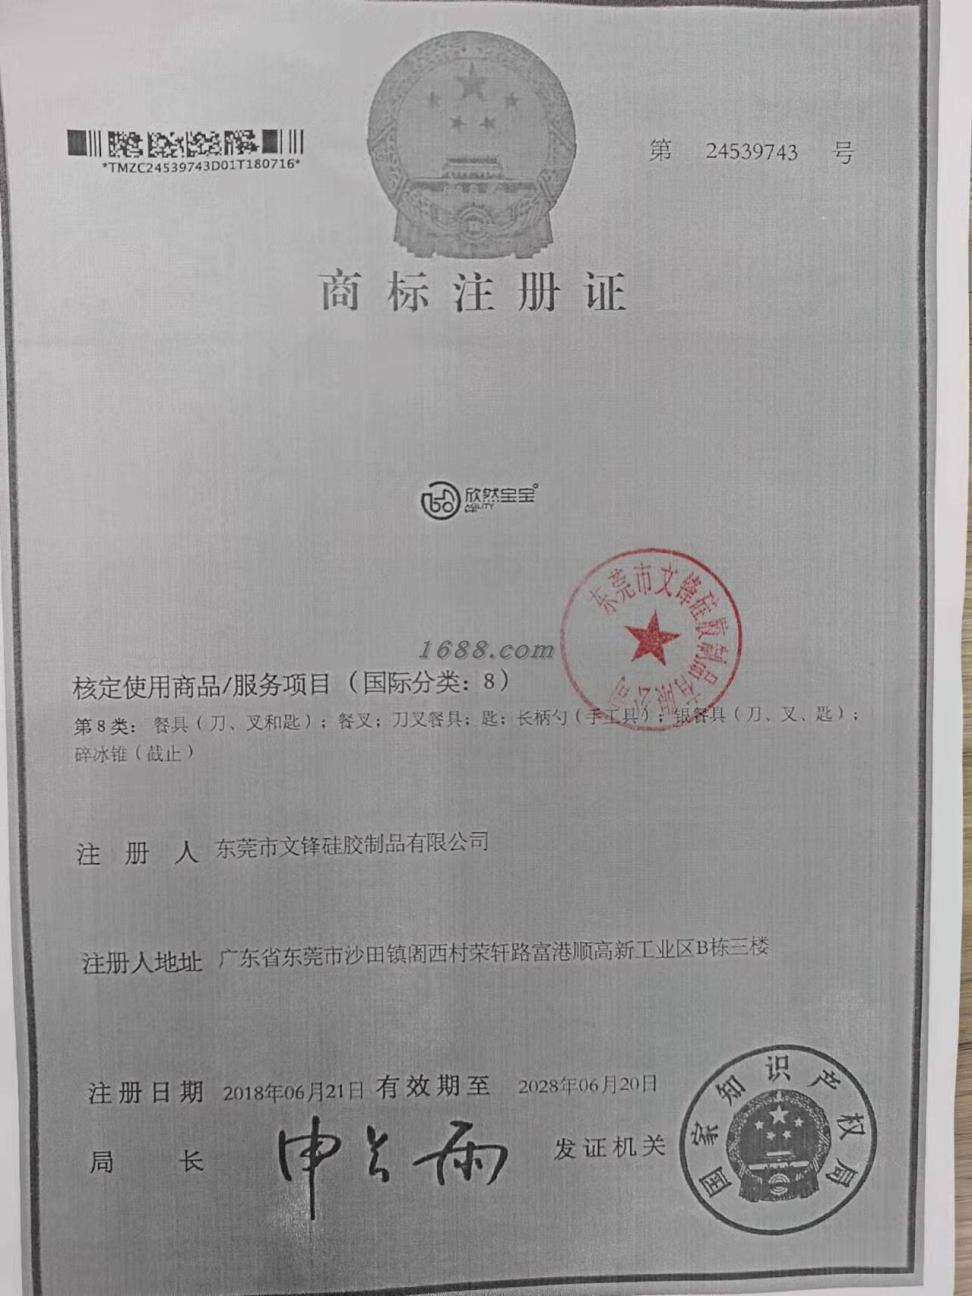 *TMZC24539743D01T180716*
第 24539743 号
商标注册证
欣然宝宝
1688.com
东莞市文锋硅胶制品有限公司
核定使用商品/服务项目（国际分类：8）
第8类：餐具（刀、叉和匙）；餐叉；刀叉餐具；匙；长柄勺（手工具）；银餐具（刀、叉、匙）；
碎冰锥（截止）
注册人 东莞市文锋硅胶制品有限公司
注册人地址 广东省东莞市沙田镇阇西村荣轩路富港顺高新工业区B栋三楼
注册日期 2018年06月21日 有效期至 2028年06月20日
局长 申长雨 发证机关
国家知识产权局